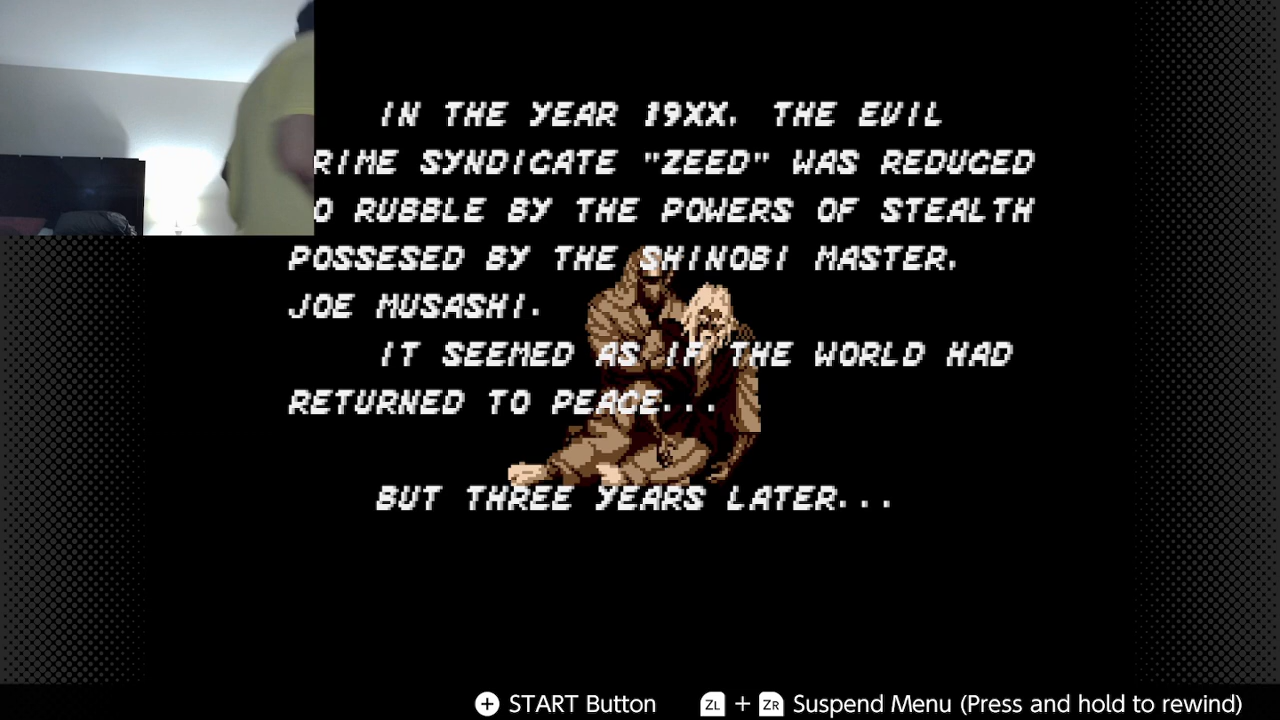 IN THE YEAR 19XX. THE EVIL
RIME SYNDICATE "ZEED" WAS REDUCED
O RUBBLE BY THE POWERS OF STEALTH
POSSESED BY THE SHINOBI MASTER,
JOE MUSASHI.
IT SEEMED AS IF THE WORLD HAD
RETURNED TO PEACE...
BUT THREE YEARS LATER...
+ START Button ZL + ZR Suspend Menu (Press and hold to rewind)